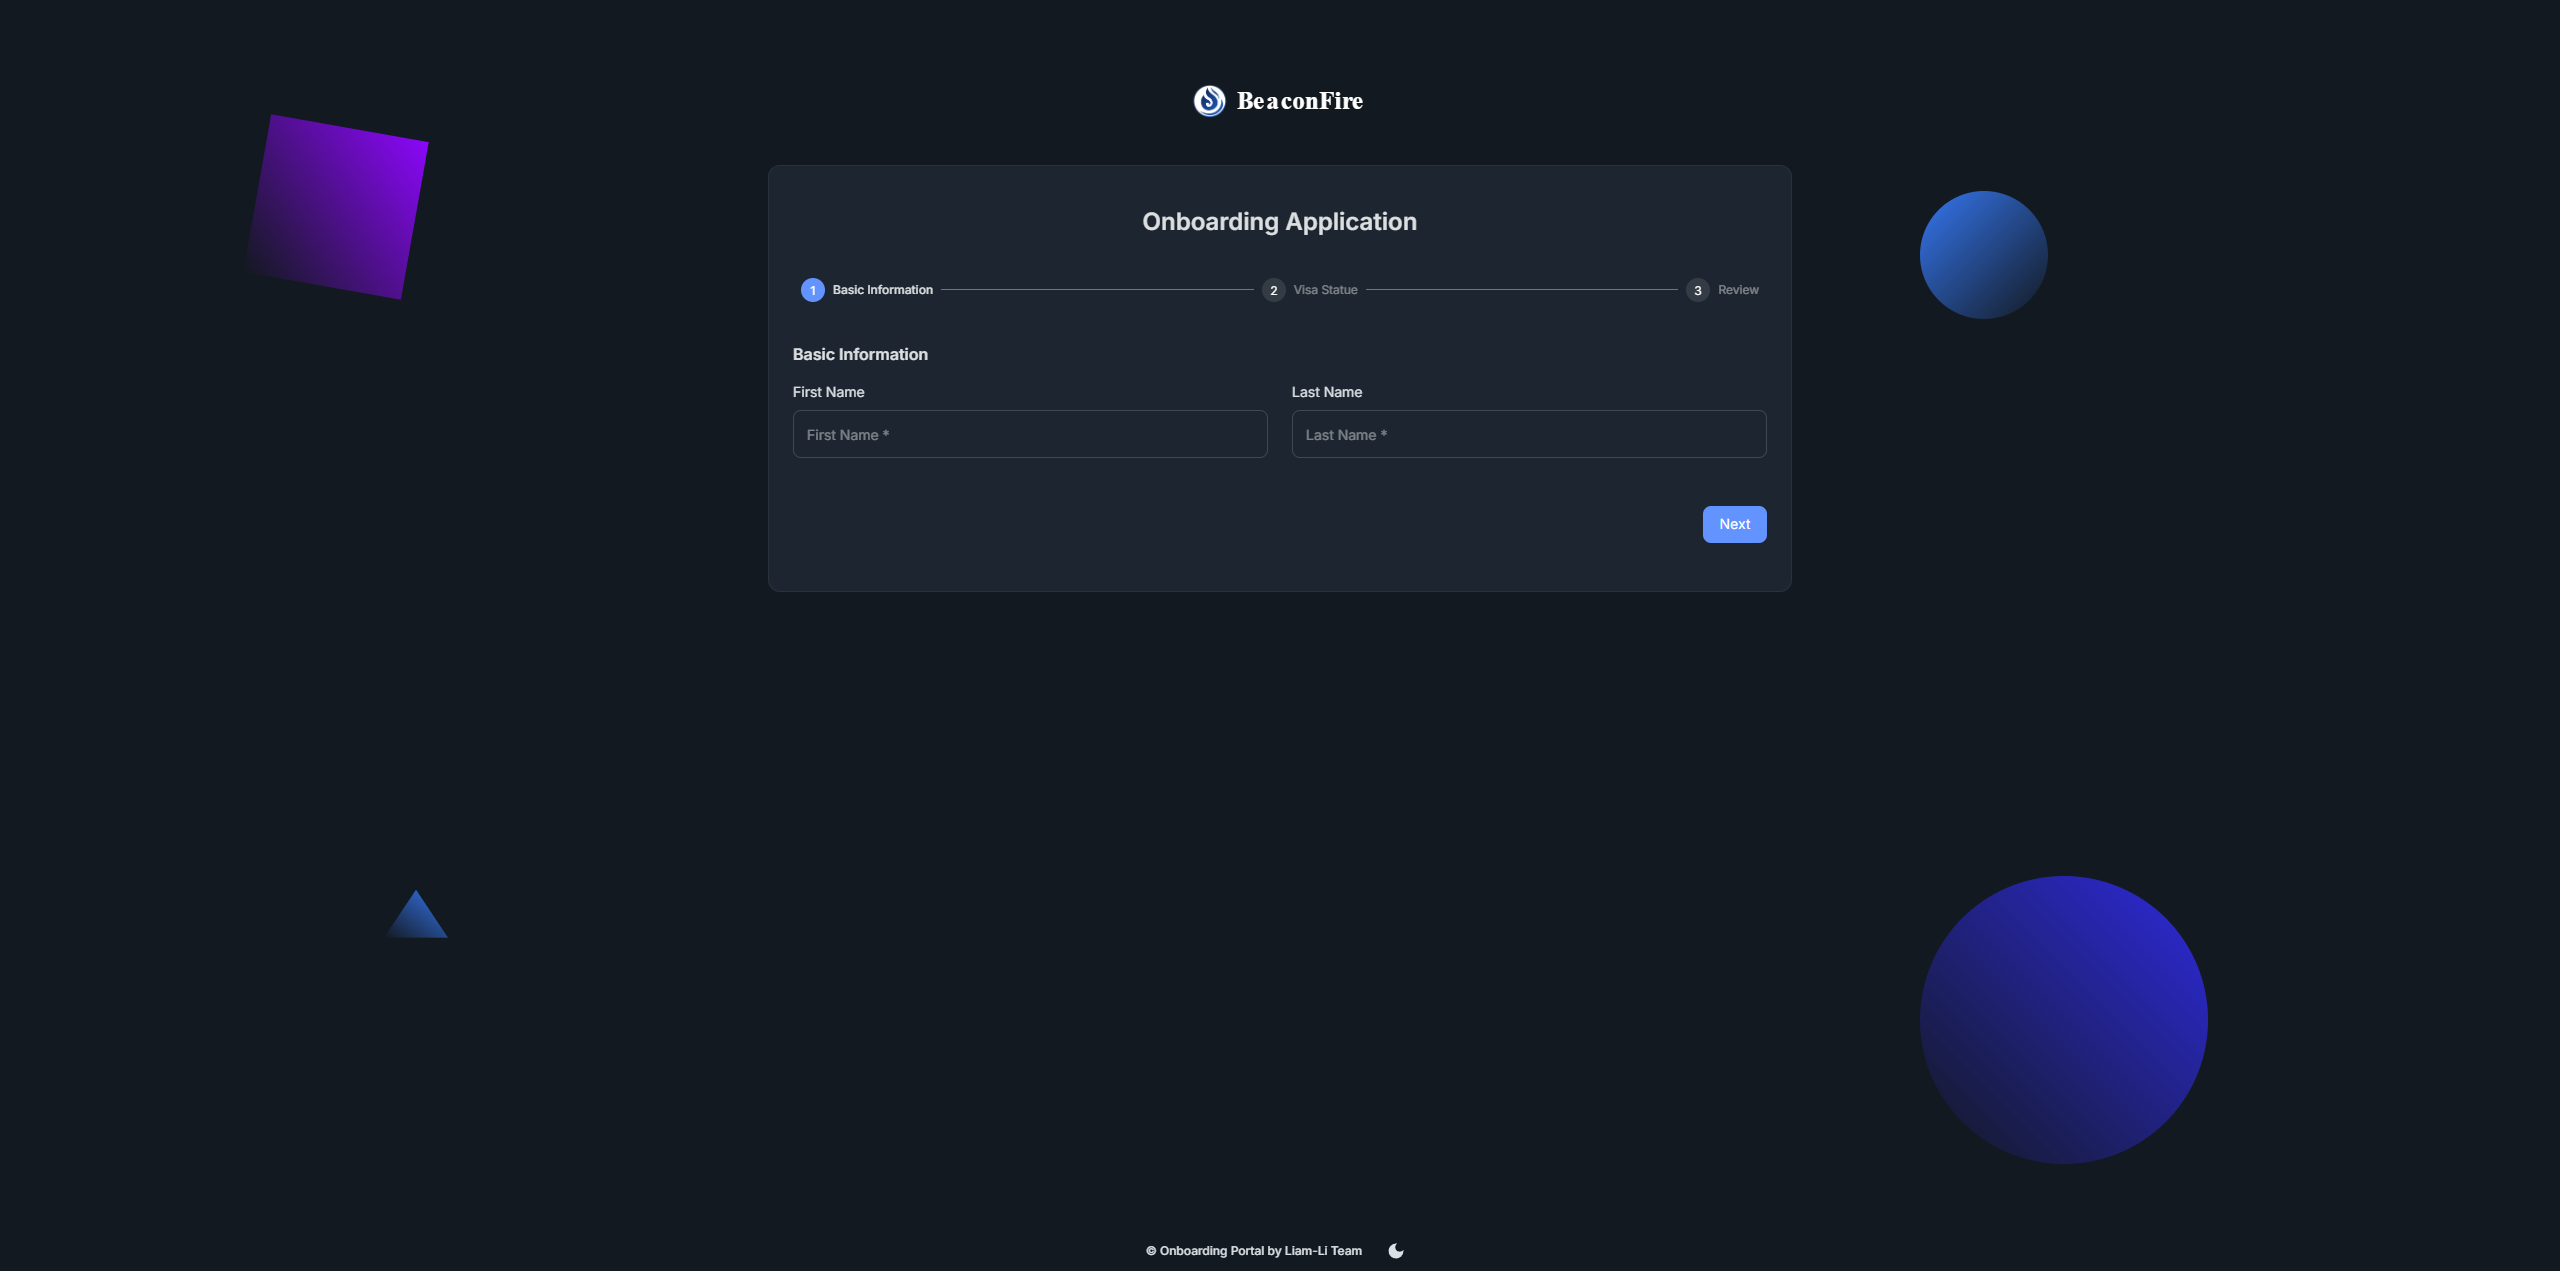 BeaconFire
Onboarding Application
1 Basic Information 2 Visa Statue 3 Review
Basic Information
First Name Last Name
First Name * Last Name *
Next
© Onboarding Portal by Liam-Li Team